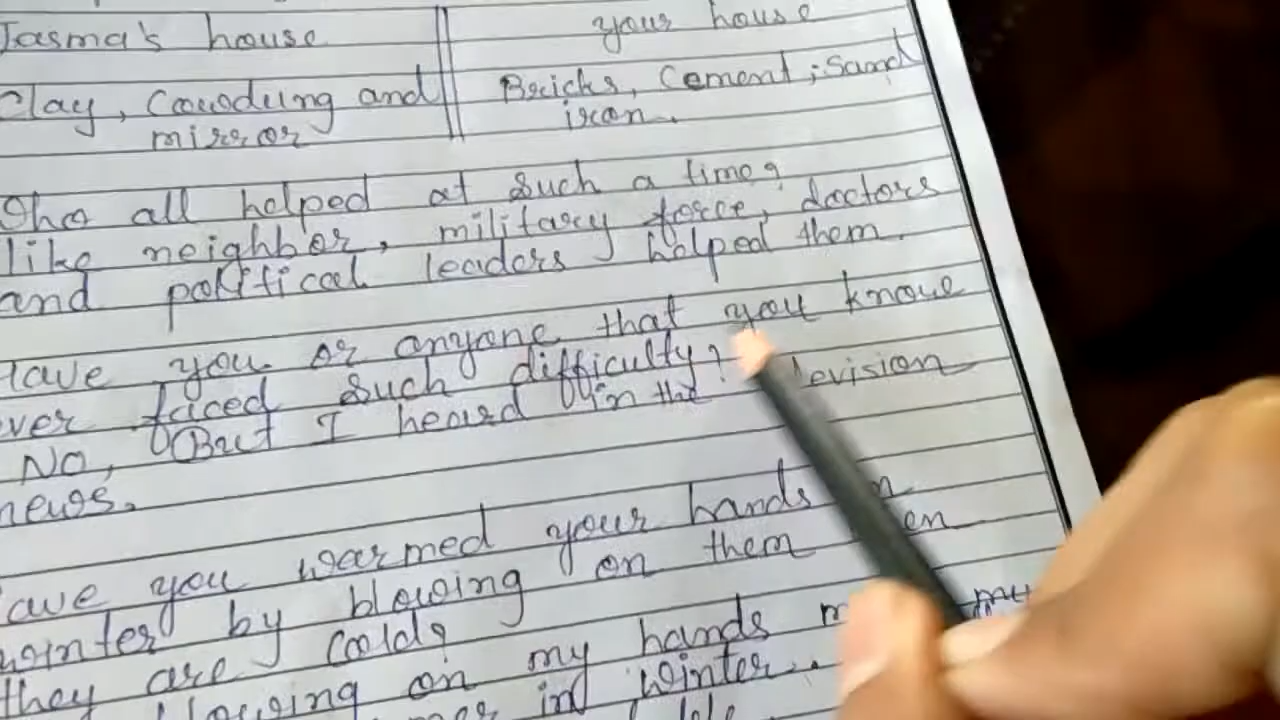 Jasma's house your house
Clay, Cowdung and Bricks, Cement, Sand
mirror iron.
Who all helped at such a time?
like neighbor, military force, doctors
and political leaders helped them.
Have you or anyone that you know
ever faced such difficulty?
No, But I heard in the
news.
Have you warmed your hands in
winter by blowing on them
they are cold?
blowing on my hands
in winter.